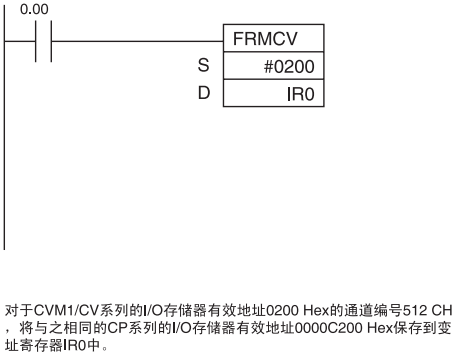 0.00
FRMCV
S #0200
D IR0
对于CVM1/CV系列的I/O存储器有效地址0200 Hex的通道编号512 CH
，将与之相同的CP系列的I/O存储器有效地址0000C200 Hex保存到变
址寄存器IR0中。